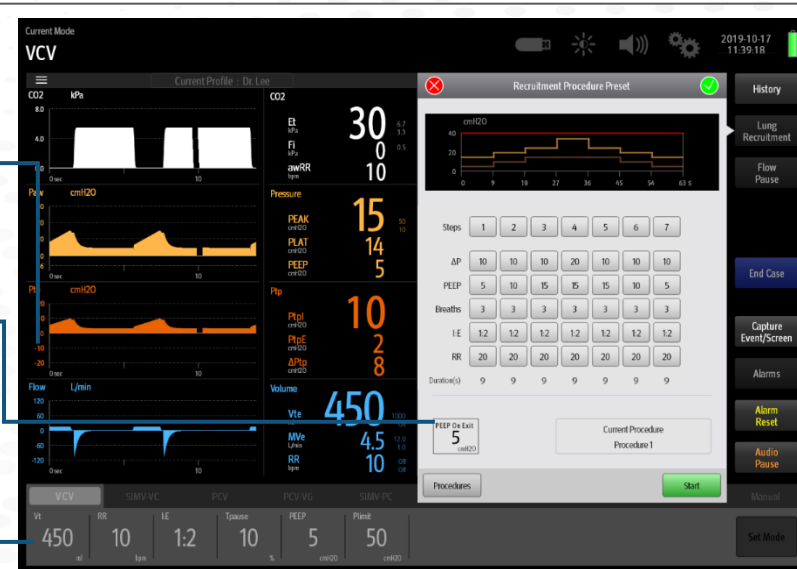 Current Mode
VCV
2019-10-17
11:39:18
Current Profile : Dr. Lee
CO2 kPa
8.0
4.0
0 sec 10
CO2
Et kPa 30 6.7 3.3
Fi kPa 0 0.5
awRR bpm 10
Paw cmH2O
0 sec 10
Pressure
PEAK cmH2O 15 50 10
PLAT cmH2O 14
PEEP cmH2O 5
cmH2O
-10
-20
0 sec 10
Ptp
PtpI cmH2O 10
PtpE cmH2O 2
ΔPtp cmH2O 8
Flow L/min
120
60
0
-60
-120
0 sec 10
Volume
Vte 450 1000
MVe L/min 4.5 12.0 1.0
RR bpm 10 Off Off
Recruitment Procedure Preset
cmH2O
40
20
0
0 9 18 27 36 45 54 63 s
Steps 1 2 3 4 5 6 7
ΔP 10 10 10 20 10 10 10
PEEP 5 10 15 15 15 10 5
Breaths 3 3 3 3 3 3 3
I:E 1:2 1:2 1:2 1:2 1:2 1:2 1:2
RR 20 20 20 20 20 20 20
Duration(s) 9 9 9 9 9 9 9
PEEP On Exit
5
cmH2O
Current Procedure
Procedure 1
Procedures
Start
History
Lung
Recruitment
Flow
Pause
End Case
Capture
Event/Screen
Alarms
Alarm
Reset
Audio
Pause
Manual
VCV SIMV-VC PCV PCV-VG SIMV-PC
Vt RR I:E Tpause PEEP Plimit
450 10 1:2 10 5 50
ml bpm % cmH2O cmH2O
Set Mode